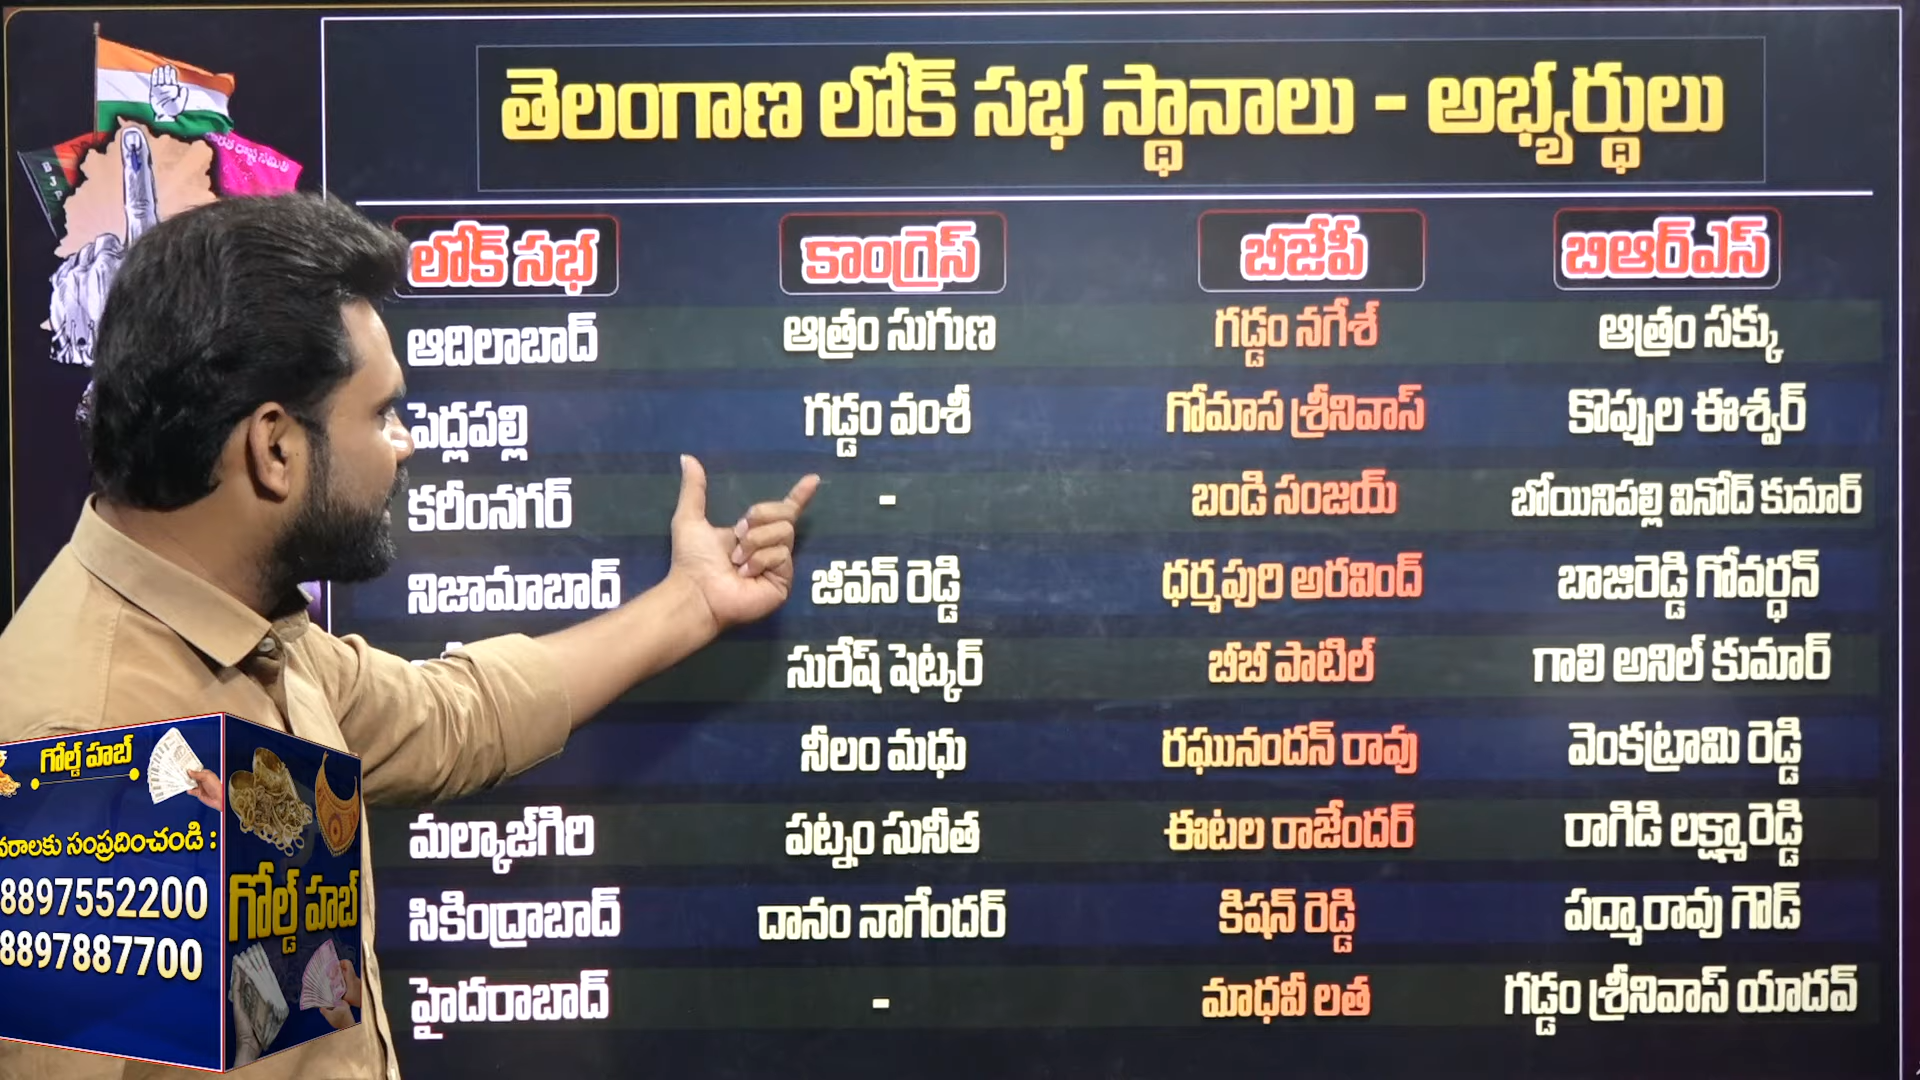 తెలంగాణ లోక్ సభ స్థానాలు - అభ్యర్థులు
లోక్ సభ కాంగ్రెస్ బీజేపీ బిఆర్ఎస్
ఆదిలాబాద్ ఆత్రం సుగుణ గడ్డం నగేశ్ ఆత్రం సక్కు
పెద్దపల్లి గడ్డం వంశీ గోమాస శ్రీనివాస్ కొప్పుల ఈశ్వర్
కరీంనగర్ - బండి సంజయ్ బోయినిపల్లి వినోద్ కుమార్
నిజామాబాద్ జీవన్ రెడ్డి ధర్మపురి అరవింద్ బాజిరెడ్డి గోవర్ధన్
సురేష్ షెట్కర్ బీబీ పాటిల్ గాలి అనిల్ కుమార్
నీలం మధు రఘునందన్ రావు వెంకట్రామి రెడ్డి
మల్కాజ్‌గిరి పట్నం సునీత ఈటల రాజేందర్ రాగిడి లక్ష్మారెడ్డి
సికింద్రాబాద్ దానం నాగేందర్ కిషన్ రెడ్డి పద్మారావు గౌడ్
హైదరాబాద్ - మాధవీ లత గడ్డం శ్రీనివాస్ యాదవ్
BJP
గోల్డ్ హబ్
సంప్రదించండి :
8897552200
8897887700
గోల్డ్ హబ్